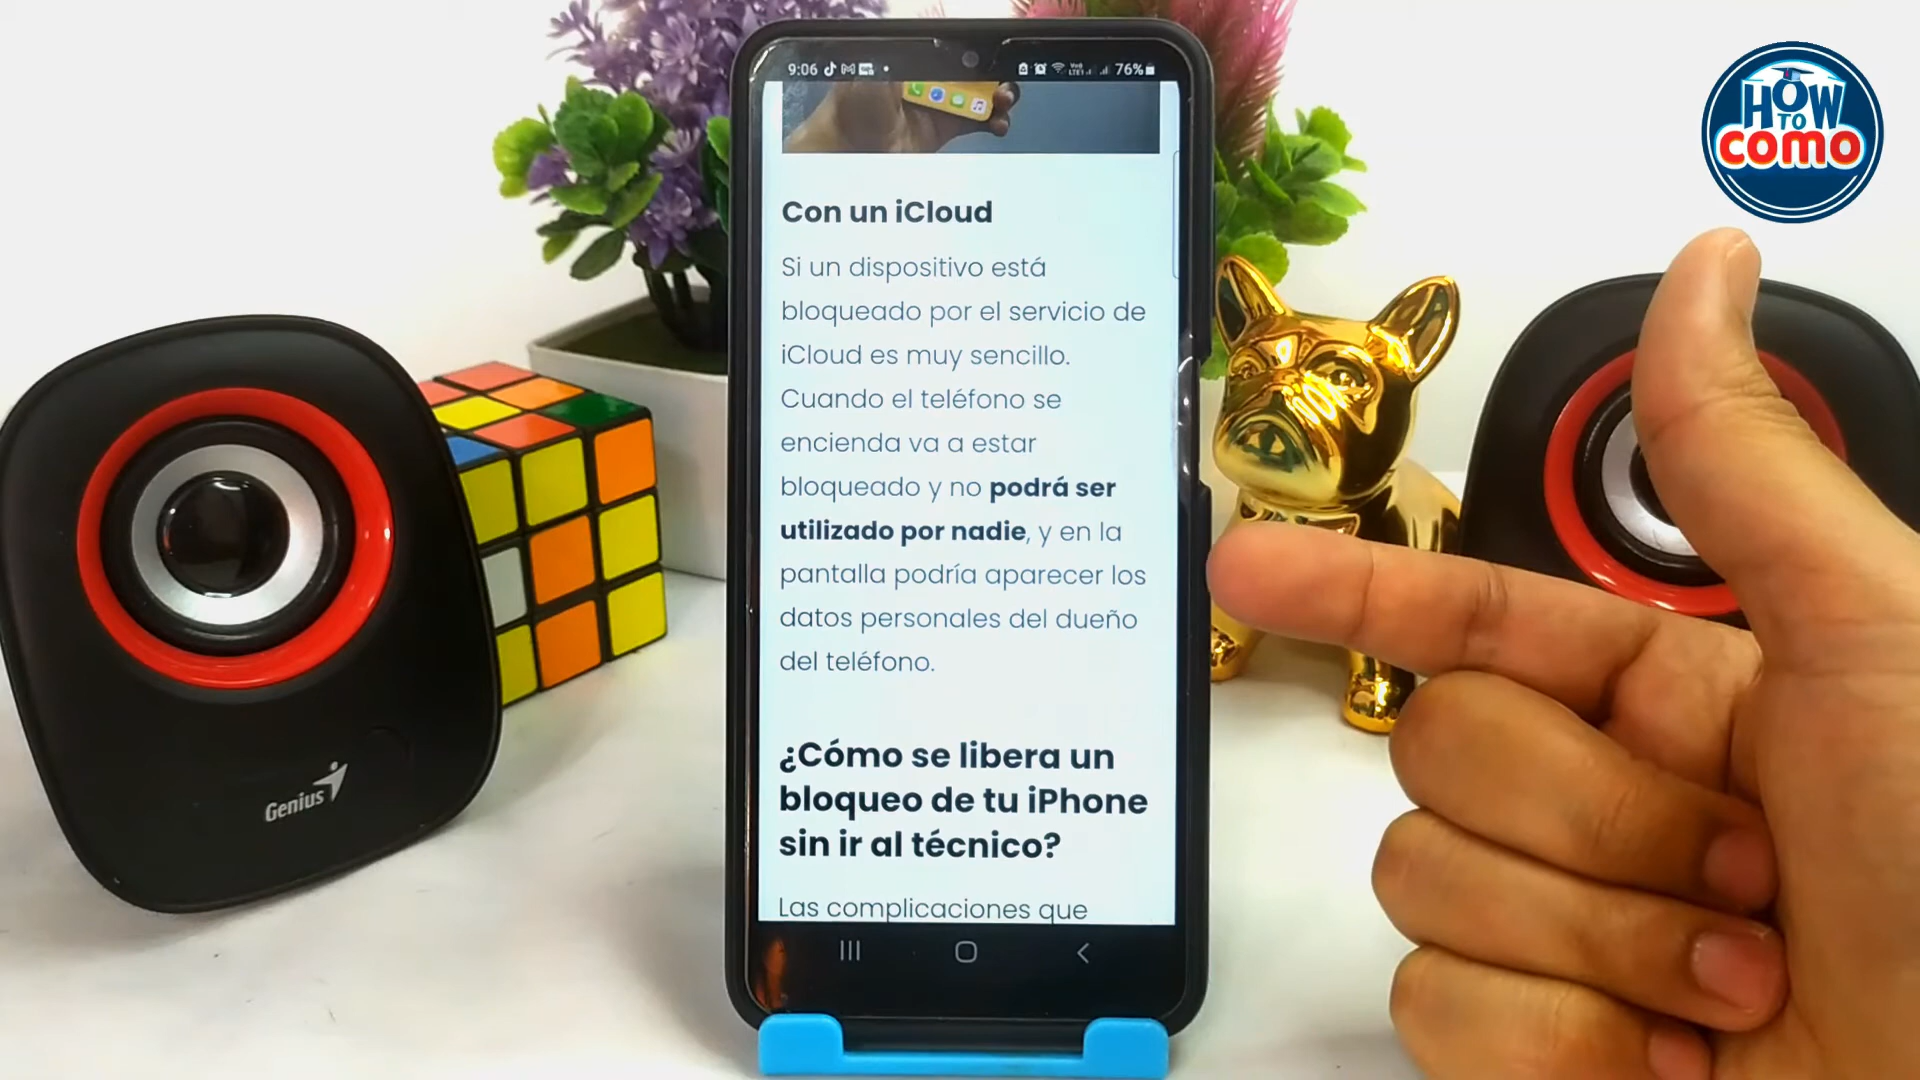 9:06
76%
HOW
TO
COMO
Con un iCloud
Si un dispositivo está
bloqueado por el servicio de
iCloud es muy sencillo.
Cuando el teléfono se
encienda va a estar
bloqueado y no podrá ser
utilizado por nadie, y en la
pantalla podría aparecer los
datos personales del dueño
del teléfono.
¿Cómo se libera un
bloqueo de tu iPhone
sin ir al técnico?
Las complicaciones que
Genius